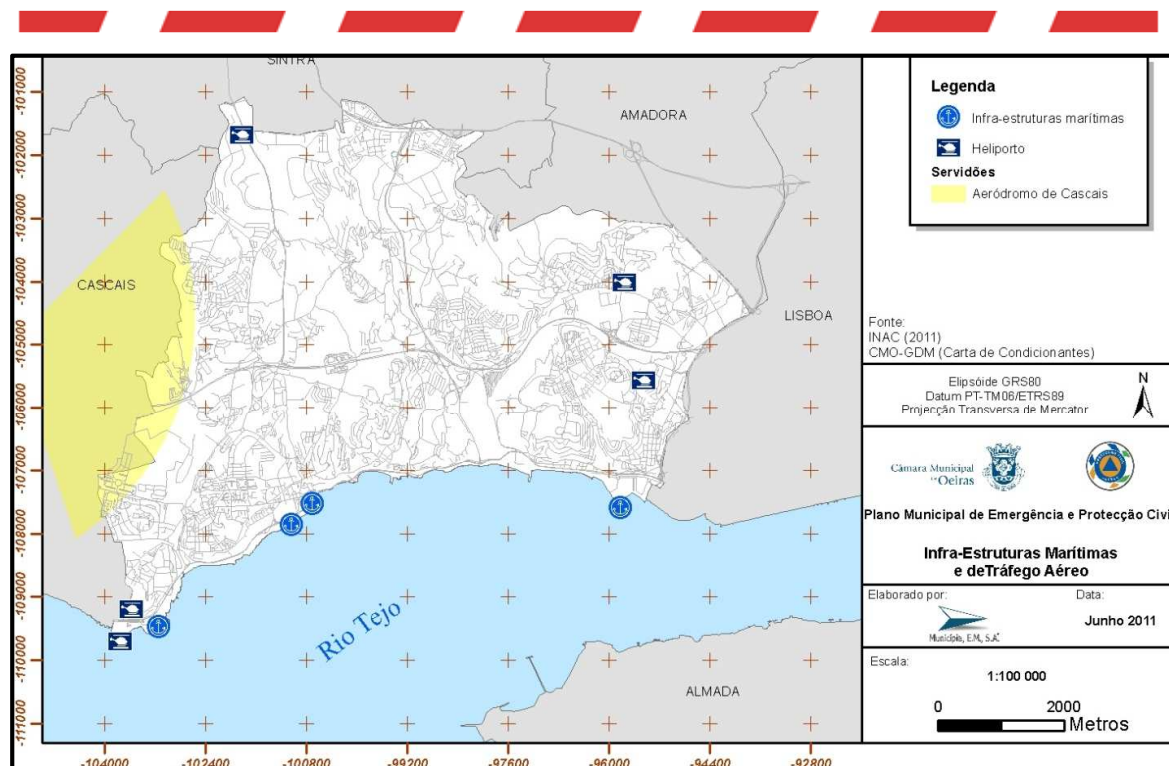 SINTRA
AMADORA
CASCAIS
LISBOA
Rio Tejo
ALMADA
-101000
-102000
-103000
-104000
-105000
-106000
-107000
-108000
-109000
-110000
-111000
-104000
-102400
-100800
-99200
-97600
-96000
-94400
-92800
Legenda
Infra-estruturas marítimas
Heliporto
Servidões
Aeródromo de Cascais
Fonte:
INAC (2011)
CMO-GDM (Carta de Condicionantes)
Elipsóide GRS80
Datum PT-TM06/ETRS89
Projecção Transversa de Mercator
N
Câmara Municipal
de Oeiras
Plano Municipal de Emergência e Protecção Civi
Infra-Estruturas Marítimas
e deTráfego Aéreo
Elaborado por:
Município, E.M., S.A.
Data:
Junho 2011
Escala:
1:100 000
0 2000
Metros